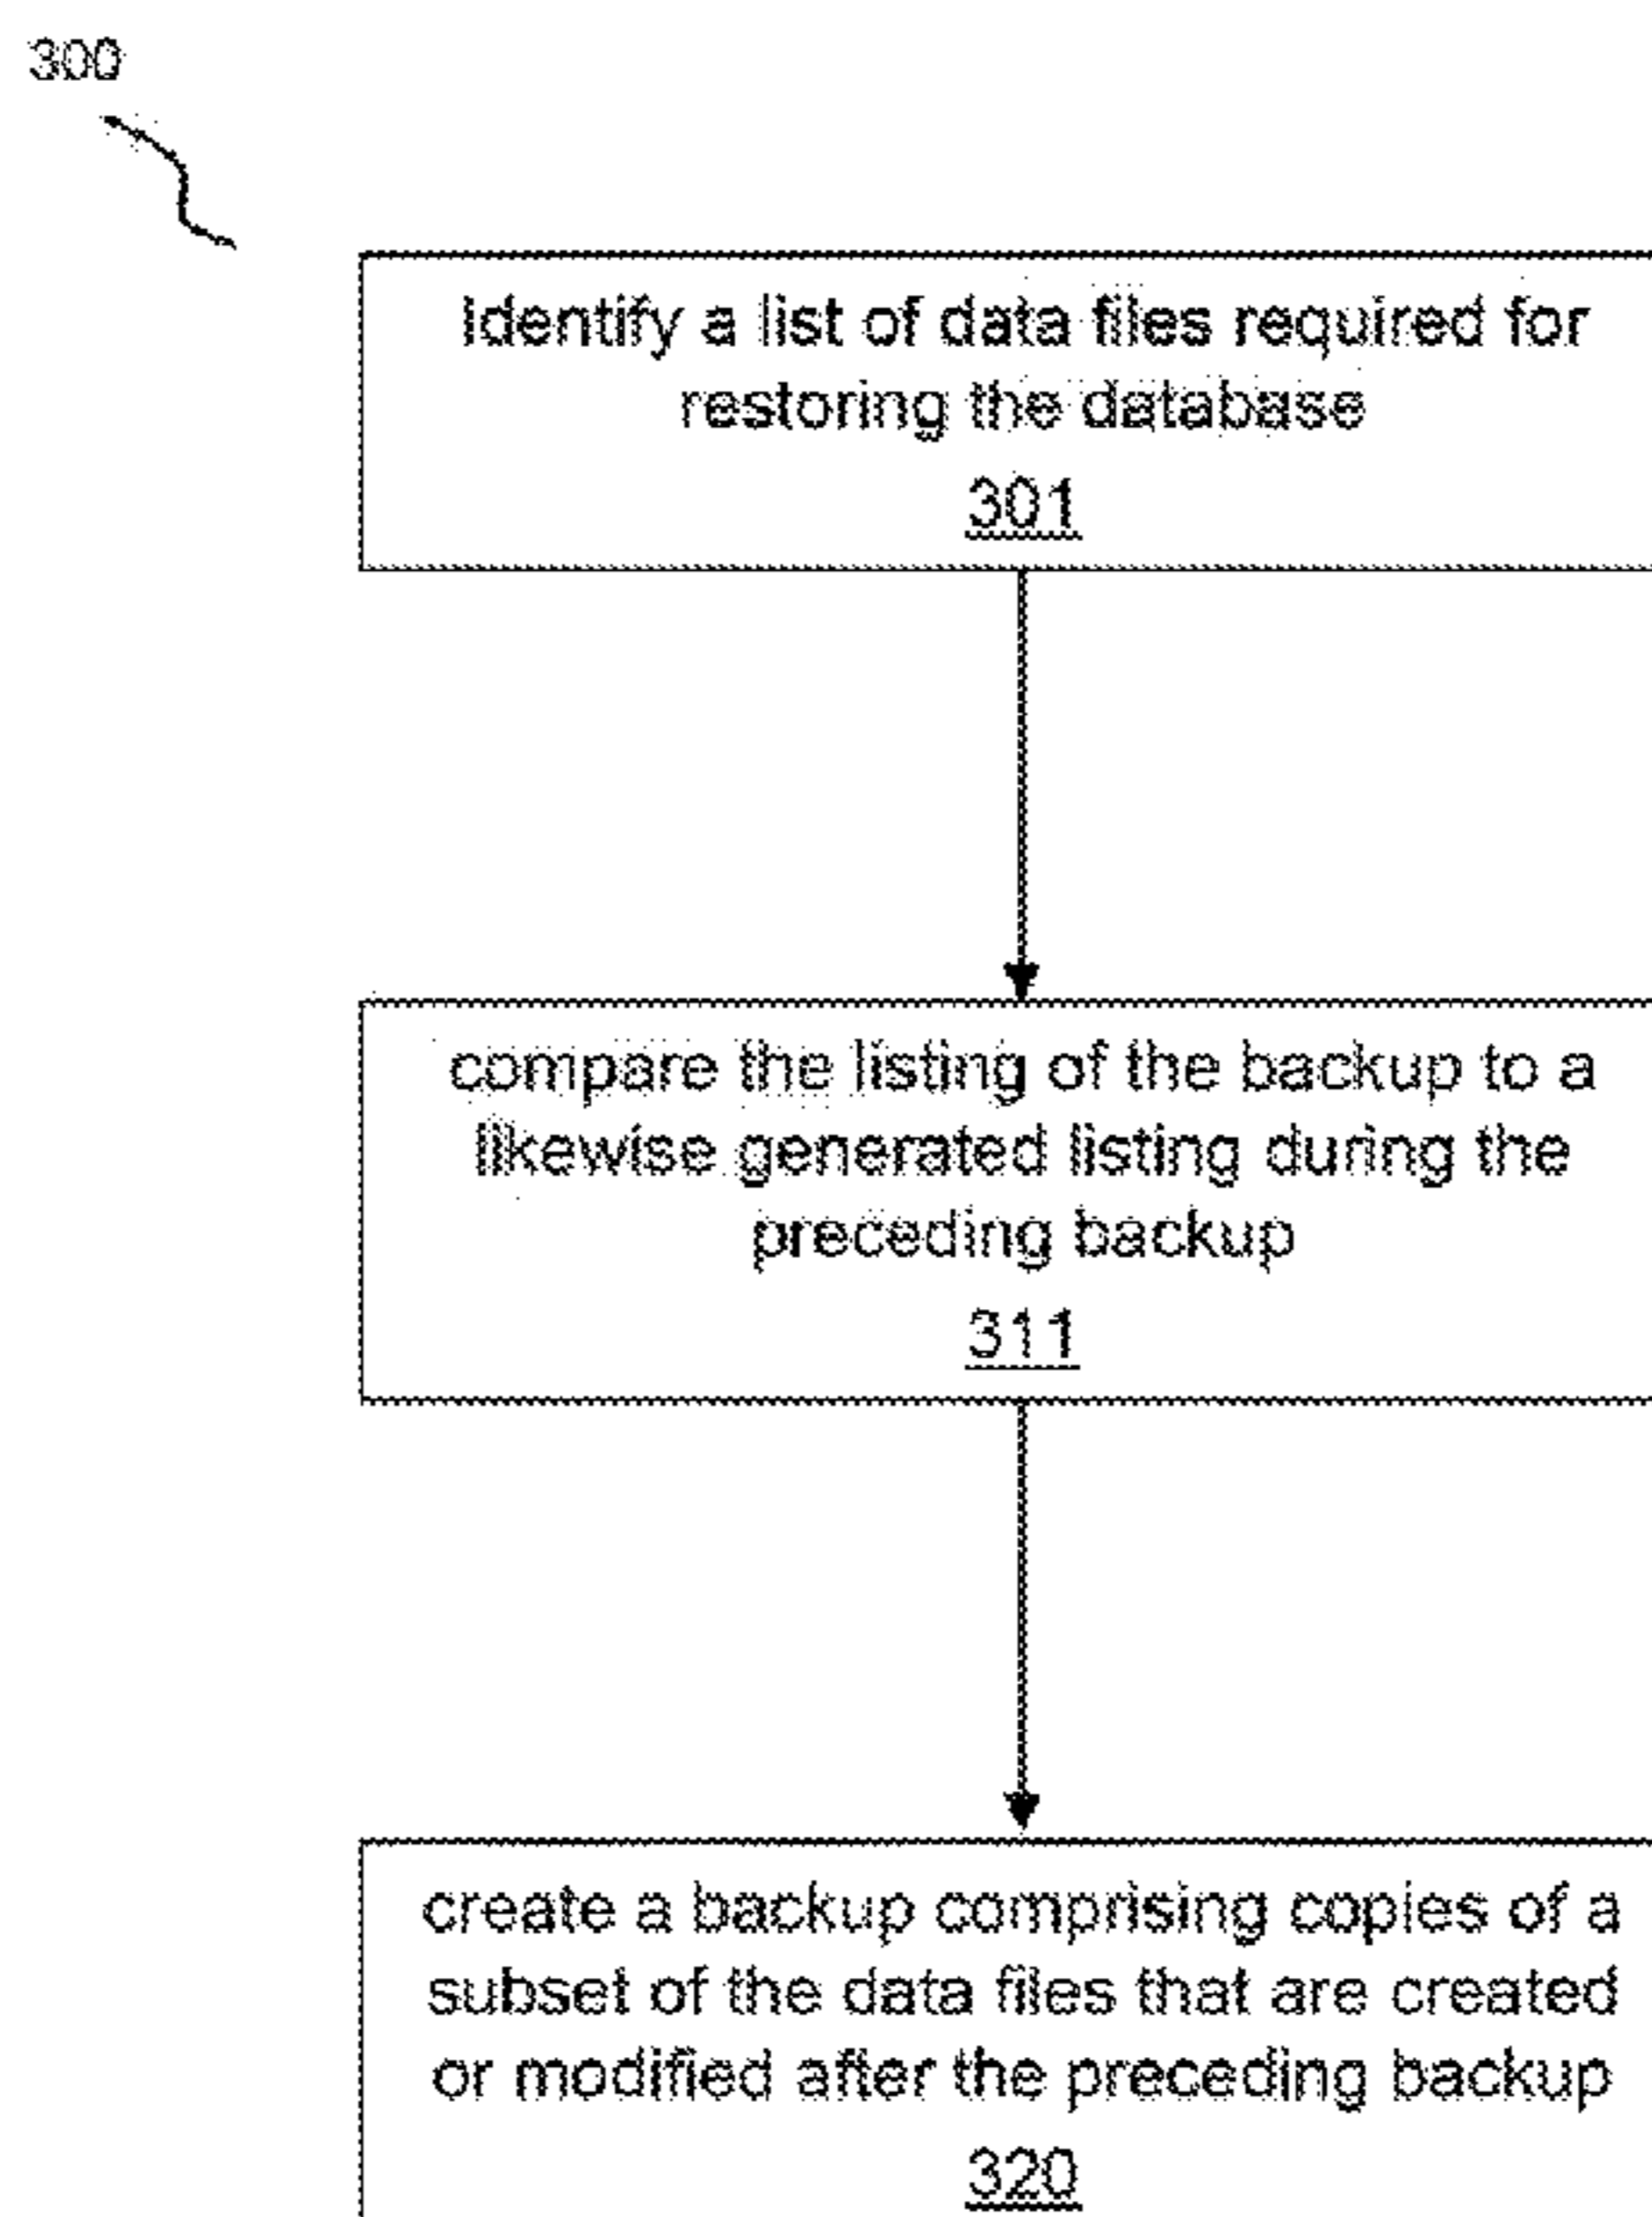 300
Identify a list of data files required for
restoring the database
301
compare the listing of the backup to a
likewise generated listing during the
preceding backup
311
create a backup comprising copies of a
subset of the data files that are created
or modified after the preceding backup
320